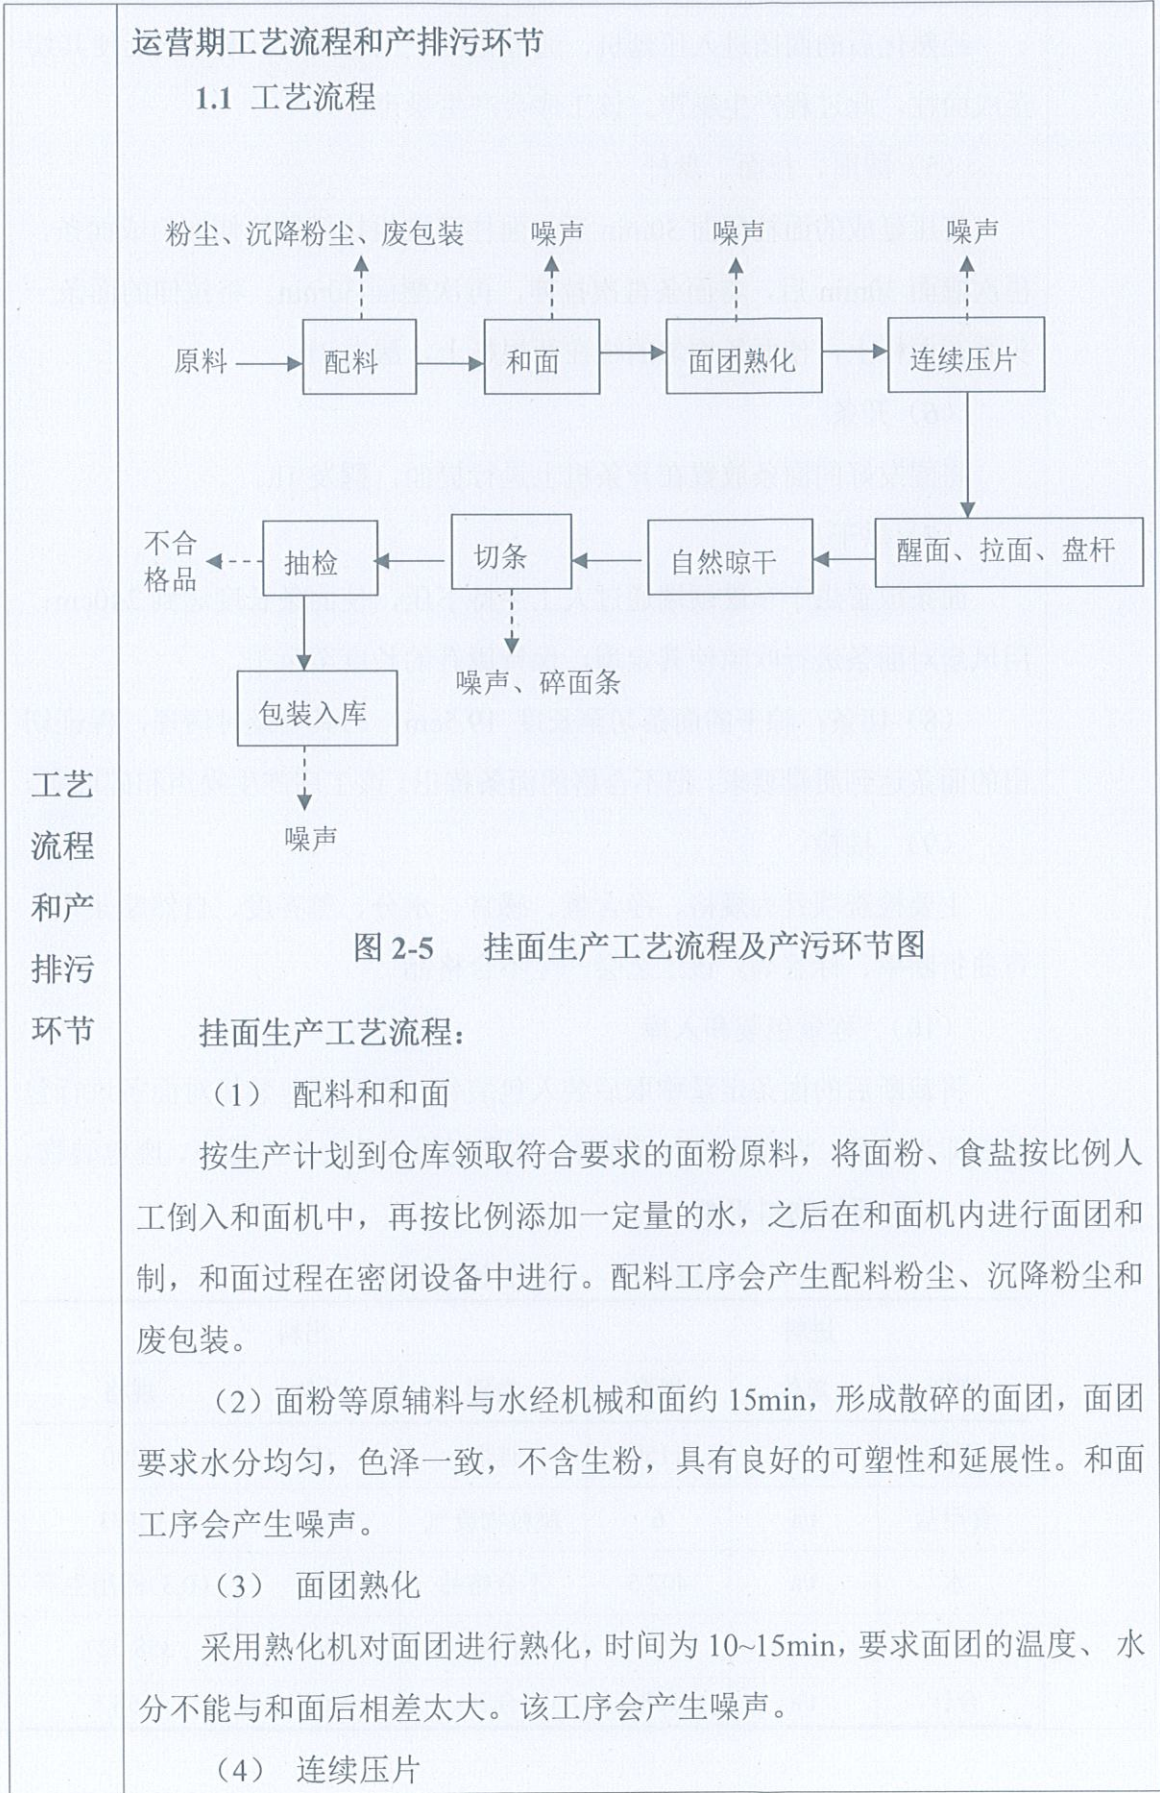 运营期工艺流程和产排污环节
1.1 工艺流程
粉尘、沉降粉尘、废包装
噪声
噪声
噪声
原料
配料
和面
面团熟化
连续压片
不合
格品
抽检
切条
自然晾干
醒面、拉面、盘杆
噪声、碎面条
包装入库
噪声
图 2-5 挂面生产工艺流程及产污环节图
工艺
流程
和产
排污
环节
挂面生产工艺流程:
（1） 配料和和面
按生产计划到仓库领取符合要求的面粉原料，将面粉、食盐按比例人
工倒入和面机中，再按比例添加一定量的水，之后在和面机内进行面团和
制，和面过程在密闭设备中进行。配料工序会产生配料粉尘、沉降粉尘和
废包装。
（2）面粉等原辅料与水经机械和面约 15min，形成散碎的面团，面团
要求水分均匀，色泽一致，不含生粉，具有良好的可塑性和延展性。和面
工序会产生噪声。
（3） 面团熟化
采用熟化机对面团进行熟化，时间为 10~15min，要求面团的温度、 水
分不能与和面后相差太大。该工序会产生噪声。
（4） 连续压片